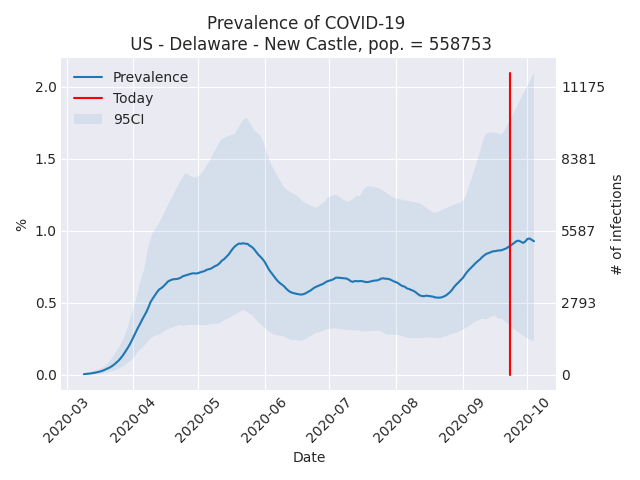 Prevalence of COVID-19
US - Delaware - New Castle, pop. = 558753
Prevalence
Today
95CI
2.0
1.5
1.0
0.5
0.0
%
11175
8381
5587
2793
0
# of infections
2020-03
2020-04
2020-05
2020-06
2020-07
2020-08
2020-09
2020-10
Date